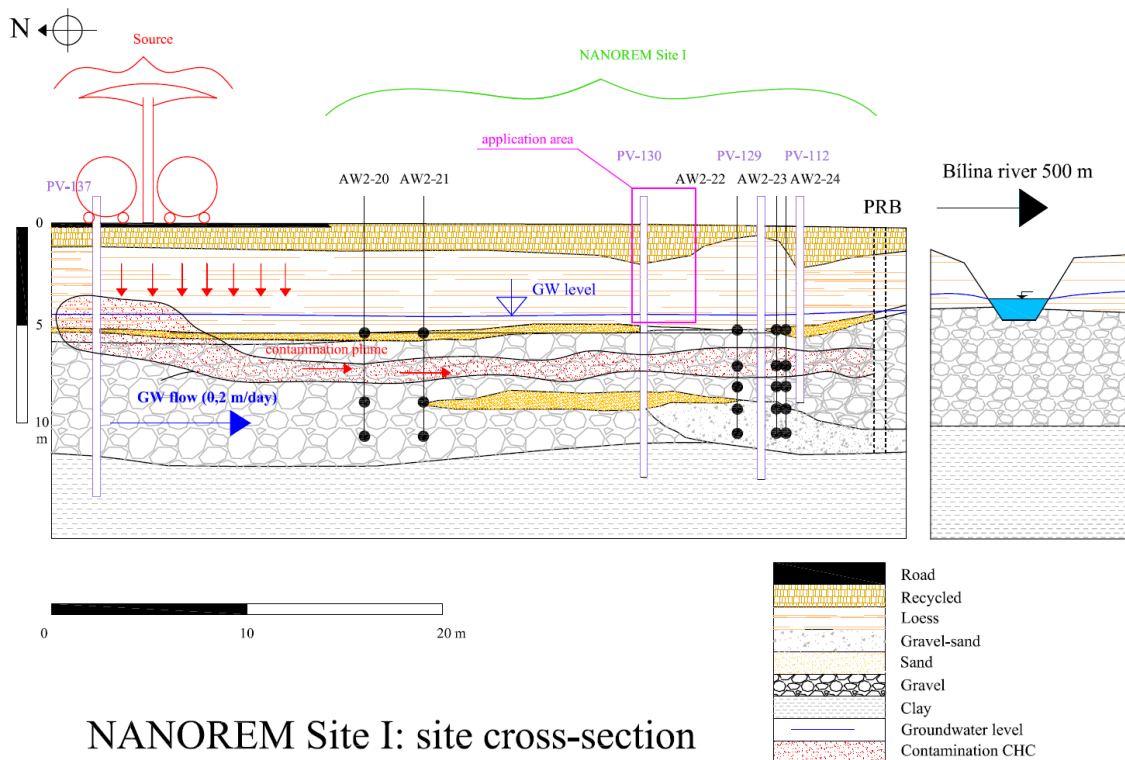 N
Source
NANOREM Site I
application area
PV-137
AW2-20
AW2-21
PV-130
AW2-22
PV-129
AW2-23
PV-112
AW2-24
PRB
Bílina river 500 m
0
GW level
5
contamination plume
GW flow (0,2 m/day)
10
m
0
10
20 m
Road
Recycled
Loess
Gravel-sand
Sand
Gravel
Clay
Groundwater level
Contamination CHC
NANOREM Site I: site cross-section